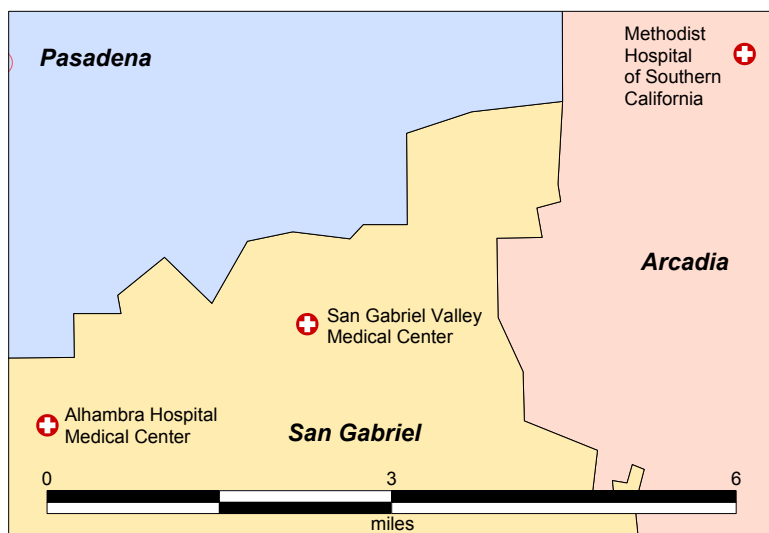 Pasadena
Methodist
Hospital
of Southern
California
Arcadia
San Gabriel Valley
Medical Center
Alhambra Hospital
Medical Center
San Gabriel
0 3 6
miles